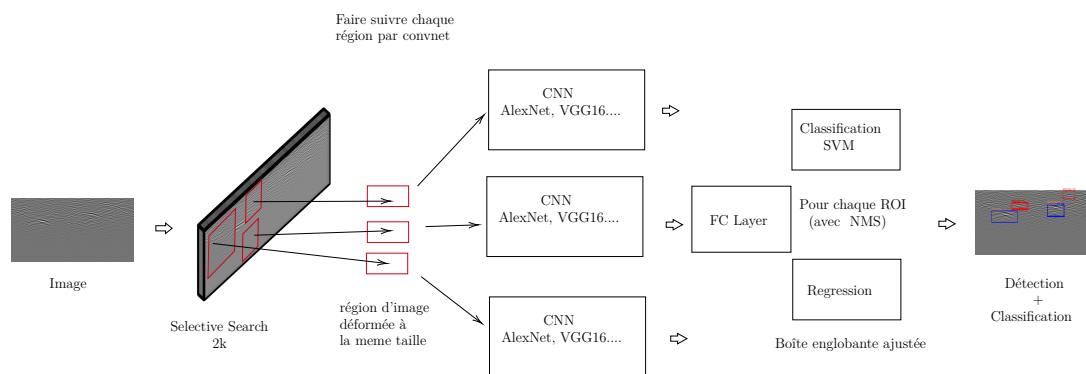 Faire suivre chaque
région par convnet
Image
Selective Search
2k
région d'image
déformée à
la meme taille
CNN
AlexNet, VGG16....
CNN
AlexNet, VGG16....
CNN
AlexNet, VGG16....
FC Layer
Classification
SVM
Pour chaque ROI
(avec NMS)
Regression
Boîte englobante ajustée
Détection
+
Classification